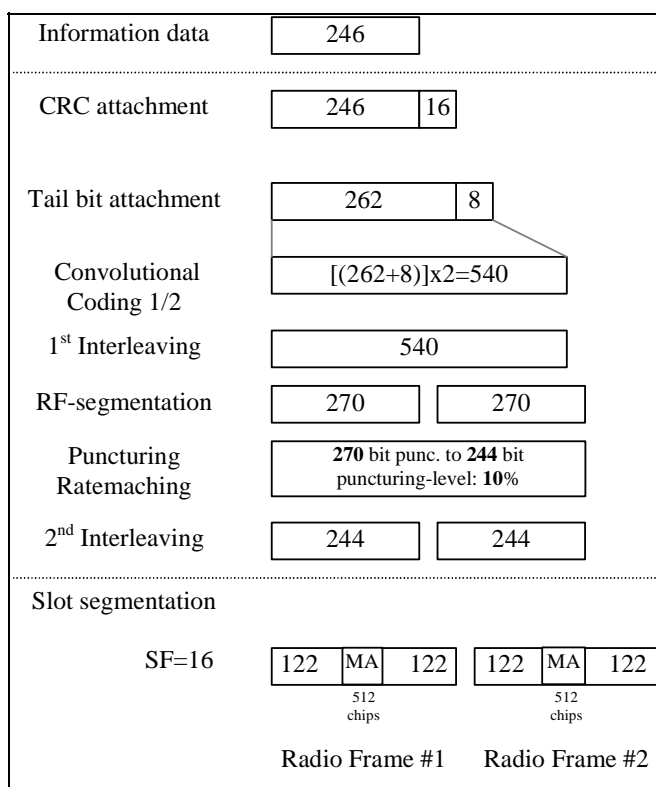 Information data 246
CRC attachment 246 16
Tail bit attachment 262 8
Convolutional
Coding 1/2
[(262+8)]x2=540
1st Interleaving 540
RF-segmentation 270 270
Puncturing
Ratemaching
270 bit punc. to 244 bit
puncturing-level: 10%
2nd Interleaving 244 244
Slot segmentation
SF=16 122 MA 122 122 MA 122
512 512
chips chips
Radio Frame #1 Radio Frame #2